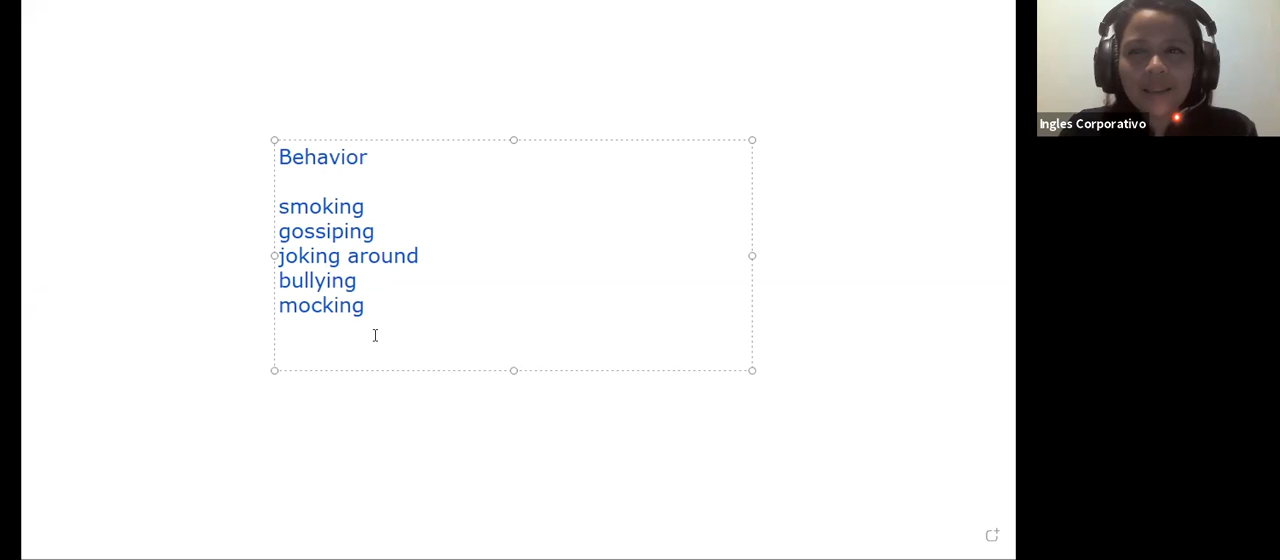 Behavior
smoking
gossiping
joking around
bullying
mocking
Ingles Corporativo